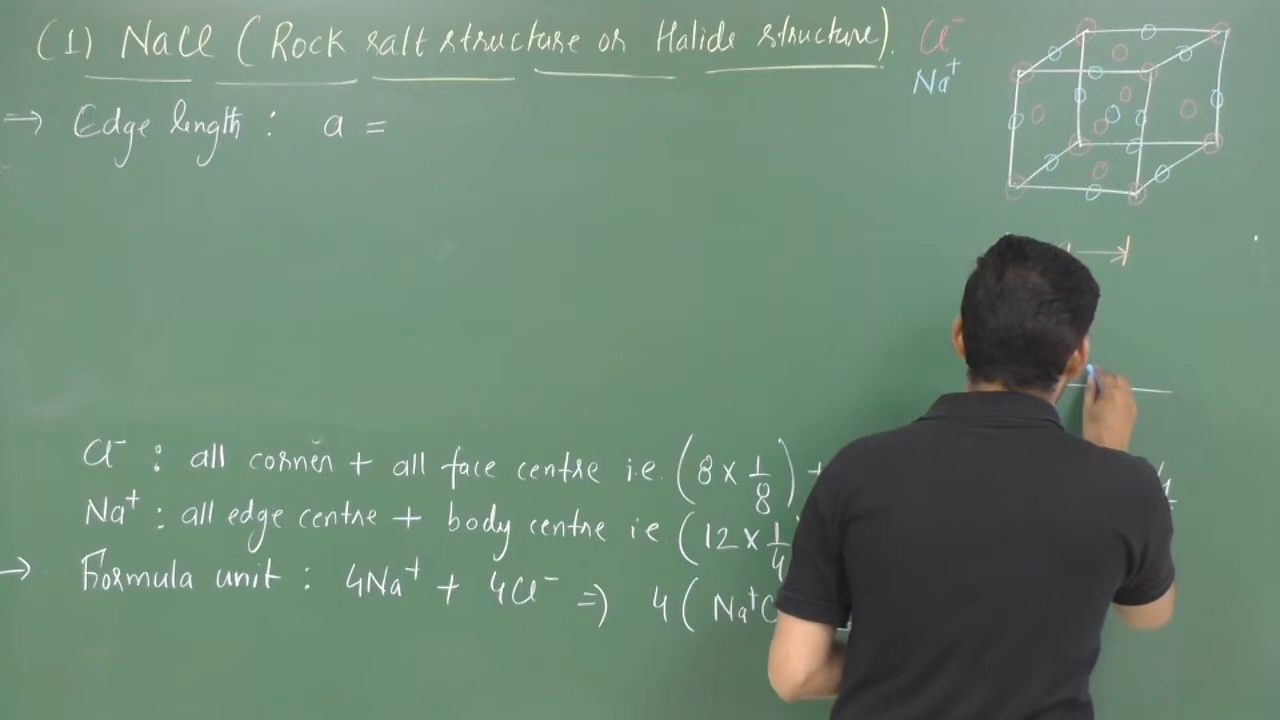 (1) NaCl (Rock salt structure or Halide structure).
Cl⁻
Na⁺
→ Edge length : a =
Cl⁻ : all corner + all face centre i.e. (8 × 1/8) +
Na⁺ : all edge centre + body centre i.e (12 × 1/4
→ Formula unit : 4Na⁺ + 4Cl⁻ ⇒ 4 ( Na⁺C